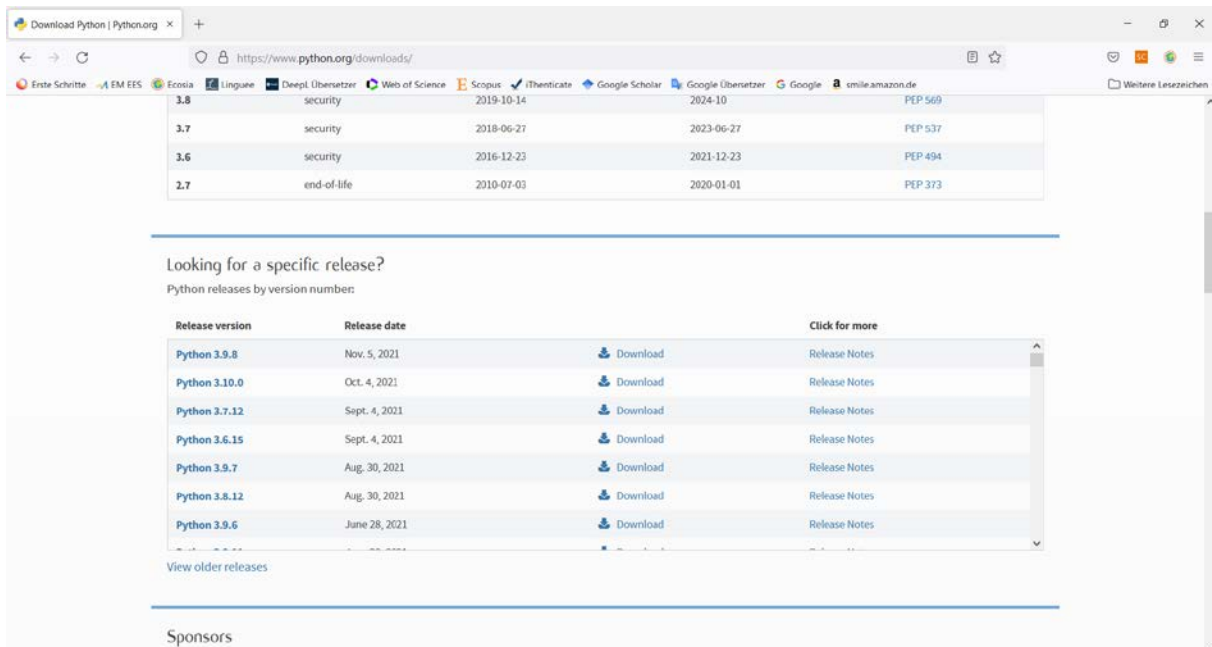 Download Python | Python.org
https://www.python.org/downloads/
Erste Schritte EM EES Ecosia Linguee DeepL Übersetzer Web of Science Scopus iThenticate Google Scholar Google Übersetzer Google smile.amazon.de Weitere Lesezeichen
3.8 security 2019-10-14 2024-10 PEP 569
3.7 security 2018-06-27 2023-06-27 PEP 537
3.6 security 2016-12-23 2021-12-23 PEP 494
2.7 end-of-life 2010-07-03 2020-01-01 PEP 373
Looking for a specific release?
Python releases by version number:
Release version Release date Click for more
Python 3.9.8 Nov. 5, 2021 Download Release Notes
Python 3.10.0 Oct. 4, 2021 Download Release Notes
Python 3.7.12 Sept. 4, 2021 Download Release Notes
Python 3.6.15 Sept. 4, 2021 Download Release Notes
Python 3.9.7 Aug. 30, 2021 Download Release Notes
Python 3.8.12 Aug. 30, 2021 Download Release Notes
Python 3.9.6 June 28, 2021 Download Release Notes
View older releases
Sponsors